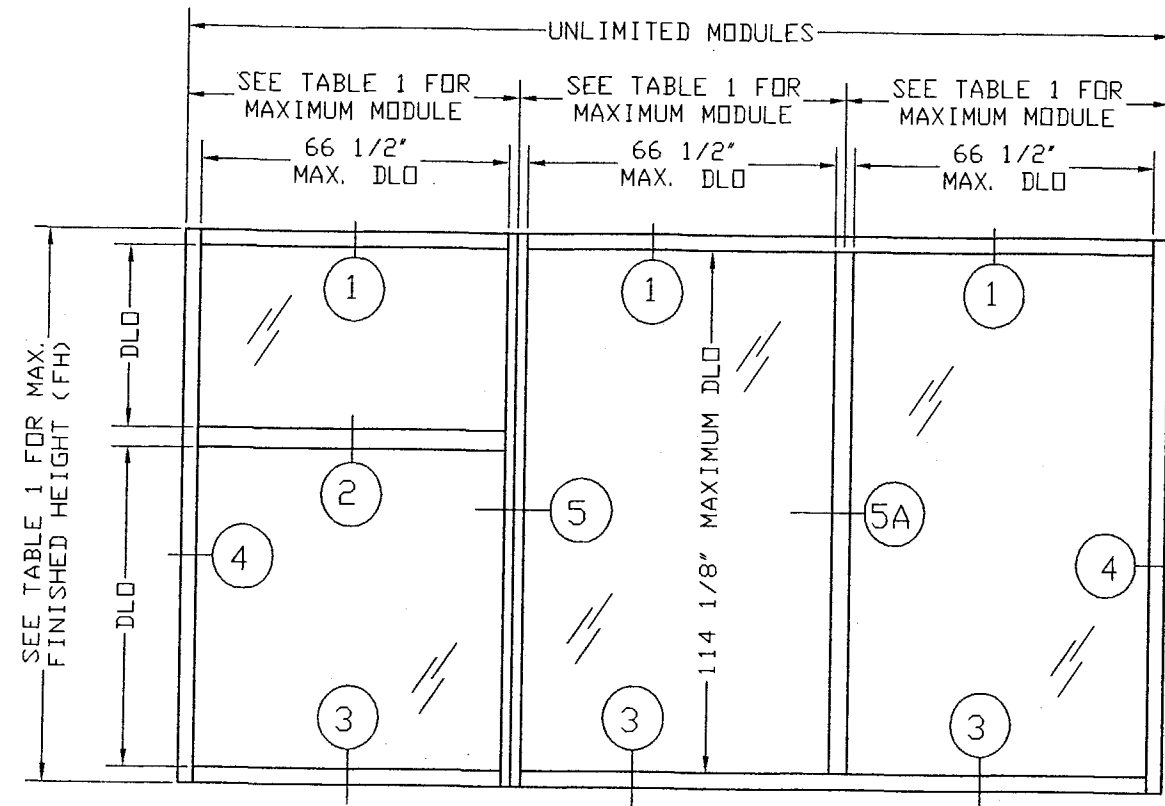 UNLIMITED MODULES
SEE TABLE 1 FOR
MAXIMUM MODULE
SEE TABLE 1 FOR
MAXIMUM MODULE
SEE TABLE 1 FOR
MAXIMUM MODULE
66 1/2"
MAX. DLO
66 1/2"
MAX. DLO
66 1/2"
MAX. DLO
SEE TABLE 1 FOR MAX.
FINISHED HEIGHT (FH)
DLO
DLO
1
1
1
2
114 1/8" MAXIMUM DLO
5
5A
4
4
3
3
3